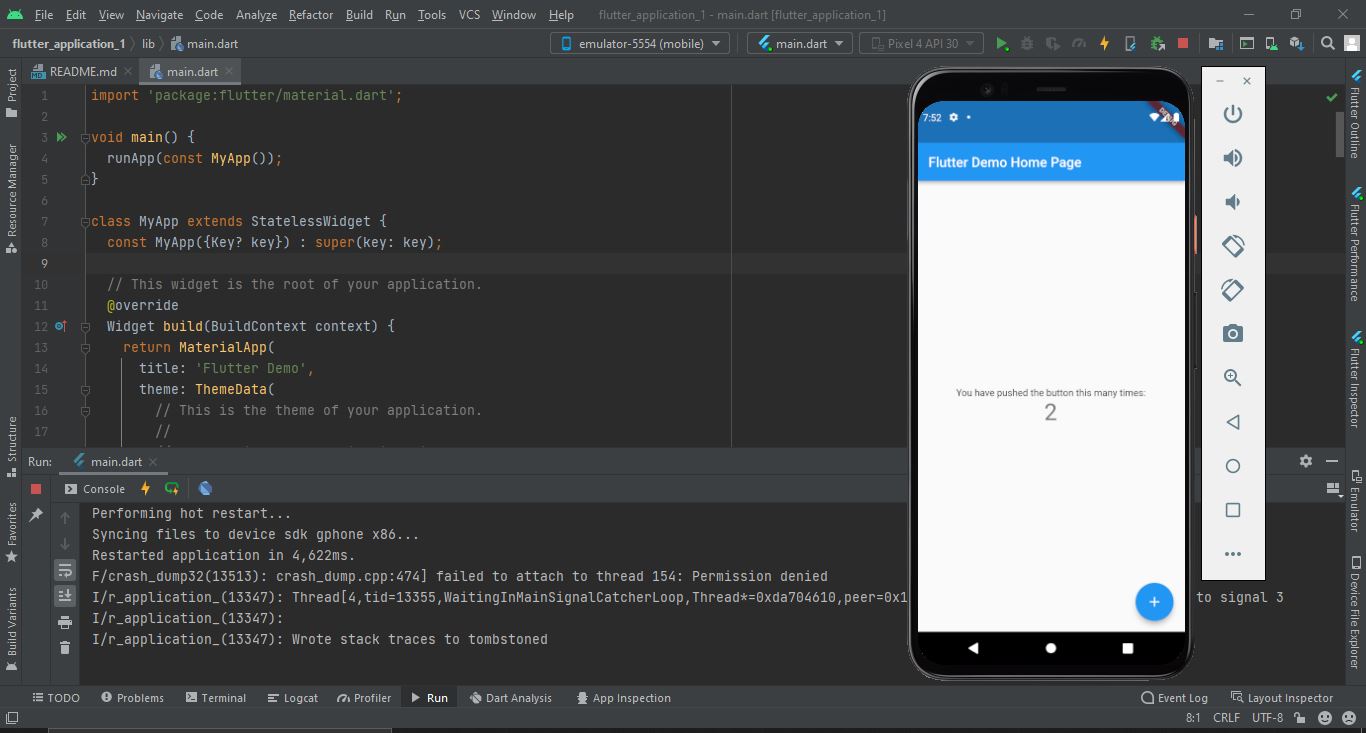 File Edit View Navigate Code Analyze Refactor Build Run Tools VCS Window Help flutter_application_1 - main.dart [flutter_application_1]
flutter_application_1 lib main.dart
emulator-5554 (mobile) main.dart Pixel 4 API 30
Project
Resource Manager
Structure
Favorites
Build Variants
README.md main.dart
1 import 'package:flutter/material.dart';
2
3 void main() {
4 runApp(const MyApp());
5 }
6
7 class MyApp extends StatelessWidget {
8 const MyApp({Key? key}) : super(key: key);
9
10 // This widget is the root of your application.
11 @override
12 Widget build(BuildContext context) {
13 return MaterialApp(
14 title: 'Flutter Demo',
15 theme: ThemeData(
16 // This is the theme of your application.
17 //
7:52
DEBUG
Flutter Demo Home Page
You have pushed the button this many times:
2
+
Flutter Outline
Flutter Performance
Flutter Inspector
Emulator
Device File Explorer
Run: main.dart
Console
Performing hot restart...
Syncing files to device sdk gphone x86...
Restarted application in 4,622ms.
F/crash_dump32(13513): crash_dump.cpp:474] failed to attach to thread 154: Permission denied
I/r_application_(13347): Thread[4,tid=13355,WaitingInMainSignalCatcherLoop,Thread*=0xda704610,peer=0x1 to signal 3
I/r_application_(13347):
I/r_application_(13347): Wrote stack traces to tombstoned
TODO Problems Terminal Logcat Profiler Run Dart Analysis App Inspection Event Log Layout Inspector
8:1 CRLF UTF-8